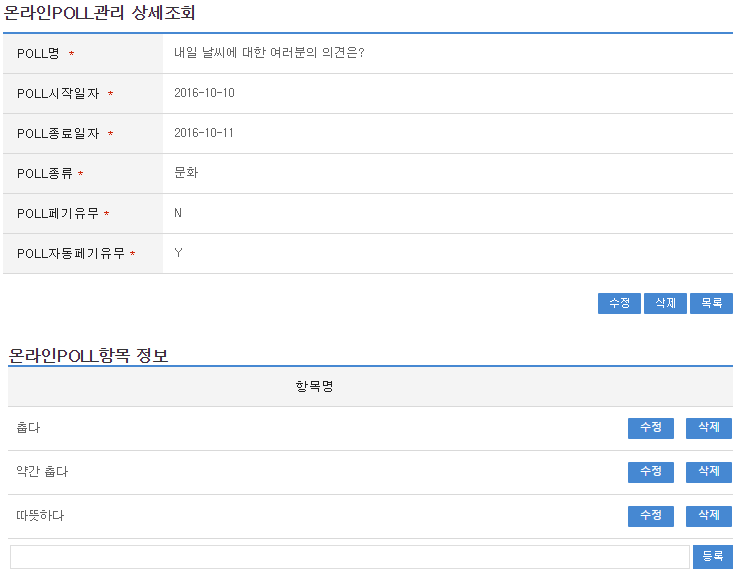 온라인POLL관리 상세조회
POLL명 * 내일 날씨에 대한 여러분의 의견은?
POLL시작일자 * 2016-10-10
POLL종료일자 * 2016-10-11
POLL종류 * 문화
POLL폐기유무 * N
POLL자동폐기유무 * Y
수정 삭제 목록
온라인POLL항목 정보
항목명
춥다 수정 삭제
약간 춥다 수정 삭제
따뜻하다 수정 삭제
등록